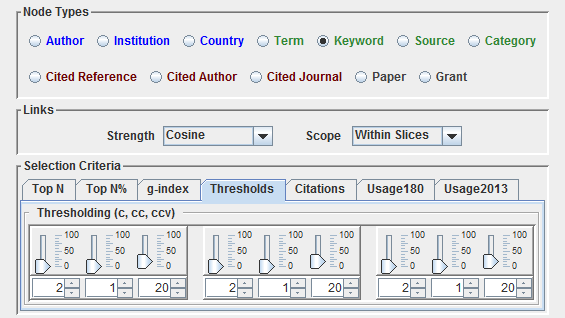 Node Types
Author Institution Country Term Keyword Source Category
Cited Reference Cited Author Cited Journal Paper Grant
Links
Strength Cosine Scope Within Slices
Selection Criteria
Top N Top N% g-index Thresholds Citations Usage180 Usage2013
Thresholding (c, cc, ccv)
100 100 100 100 100 100 100 100 100
50 50 50 50 50 50 50 50 50
0 0 0 0 0 0 0 0 0
2 1 20 2 1 20 2 1 20